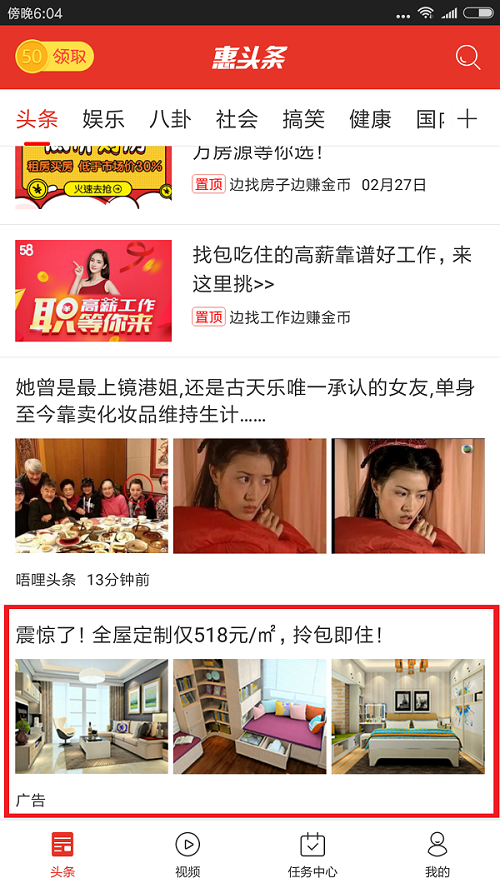 傍晚6:04
50 领取
惠头条
头条 娱乐 八卦 社会 搞笑 健康
租房买房 低于市场价30%
火速去抢
万房源等你选！
置顶 边找房子边赚金币 02月27日
58
职 高薪工作
等你来
找包吃住的高薪靠谱好工作，来
这里挑>>
置顶 边找工作边赚金币
她曾是最上镜港姐,还是古天乐唯一承认的女友,单身
至今靠卖化妆品维持生计……
唔哩头条 13分钟前
震惊了！全屋定制仅518元/㎡，拎包即住！
广告
头条 视频 任务中心 我的